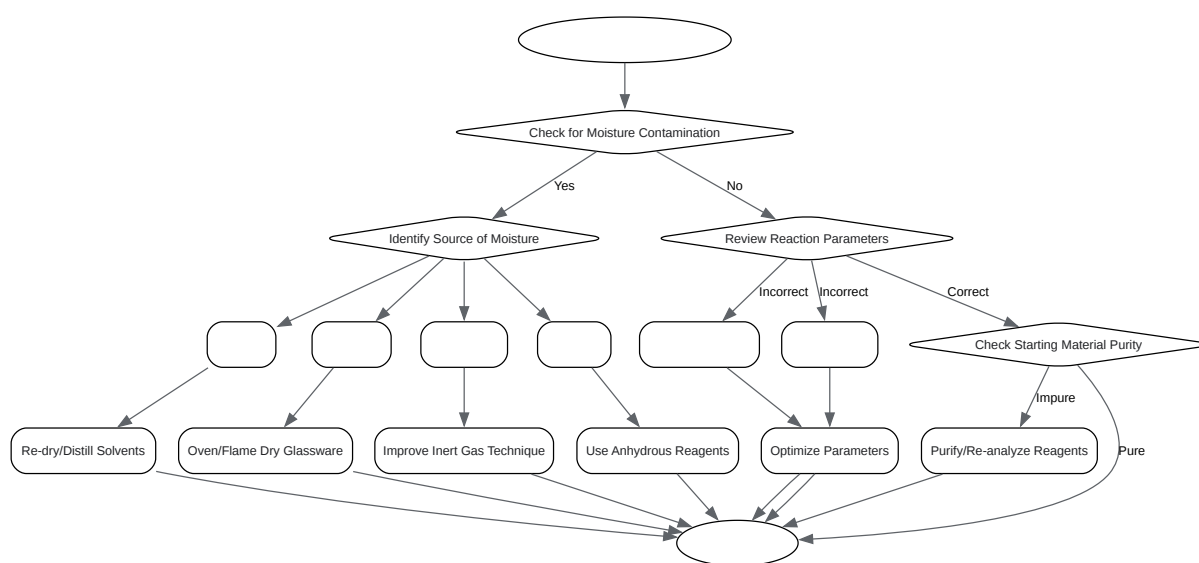 Check for Moisture Contamination
Yes
No
Identify Source of Moisture
Review Reaction Parameters
Incorrect
Incorrect
Correct
Check Starting Material Purity
Impure
Re-dry/Distill Solvents
Oven/Flame Dry Glassware
Improve Inert Gas Technique
Use Anhydrous Reagents
Optimize Parameters
Purify/Re-analyze Reagents
Pure